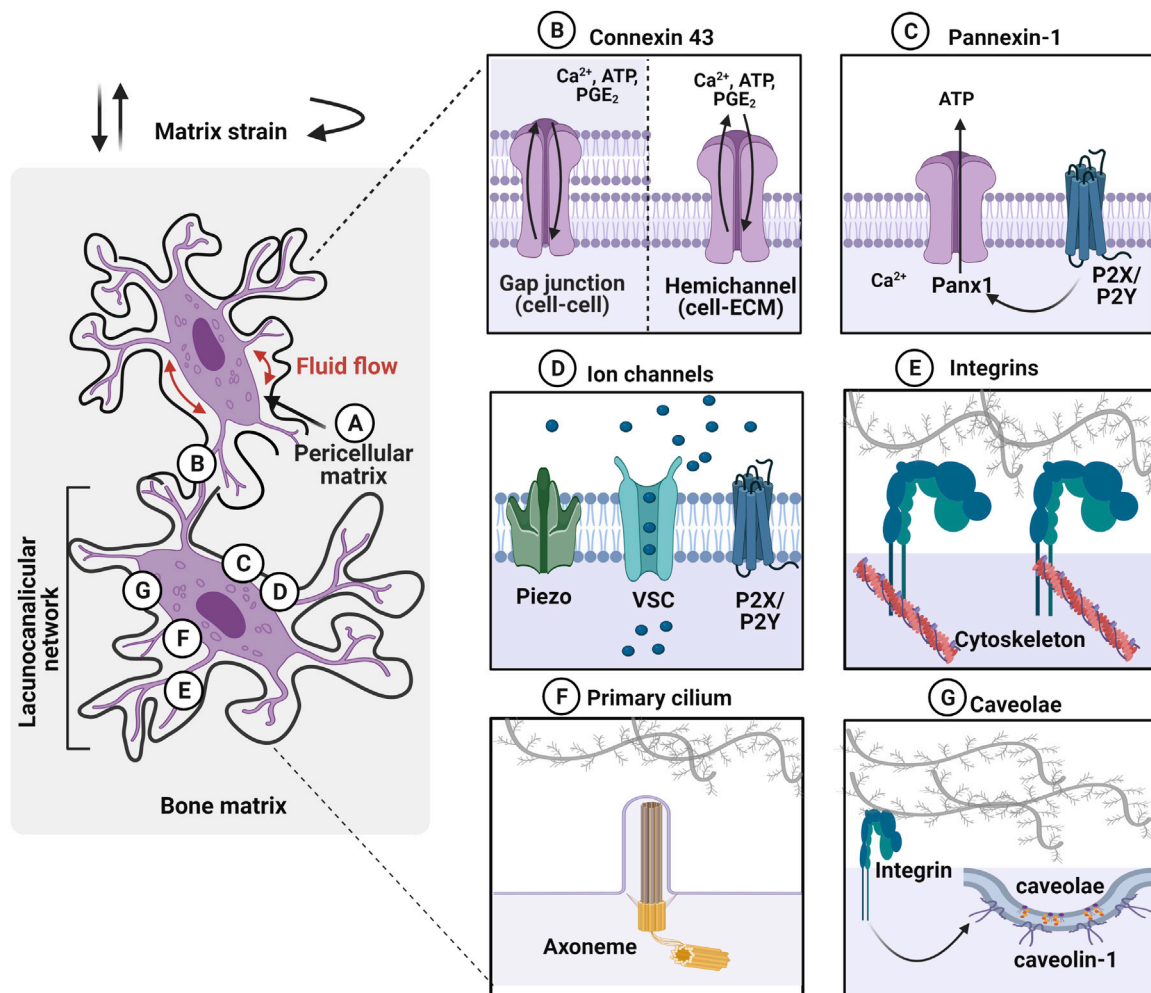 Matrix strain
Fluid flow
A
Pericellular
matrix
B
C
D
G
F
E
Lacunocanalicular
network
Bone matrix
B Connexin 43
Ca²⁺, ATP,
PGE₂
Ca²⁺, ATP,
PGE₂
Gap junction
(cell-cell)
Hemichannel
(cell-ECM)
C Pannexin-1
ATP
Ca²⁺
Panx1
P2X/
P2Y
D Ion channels
Piezo
VSC
P2X/
P2Y
E Integrins
Cytoskeleton
F Primary cilium
Axoneme
G Caveolae
Integrin
caveolae
caveolin-1